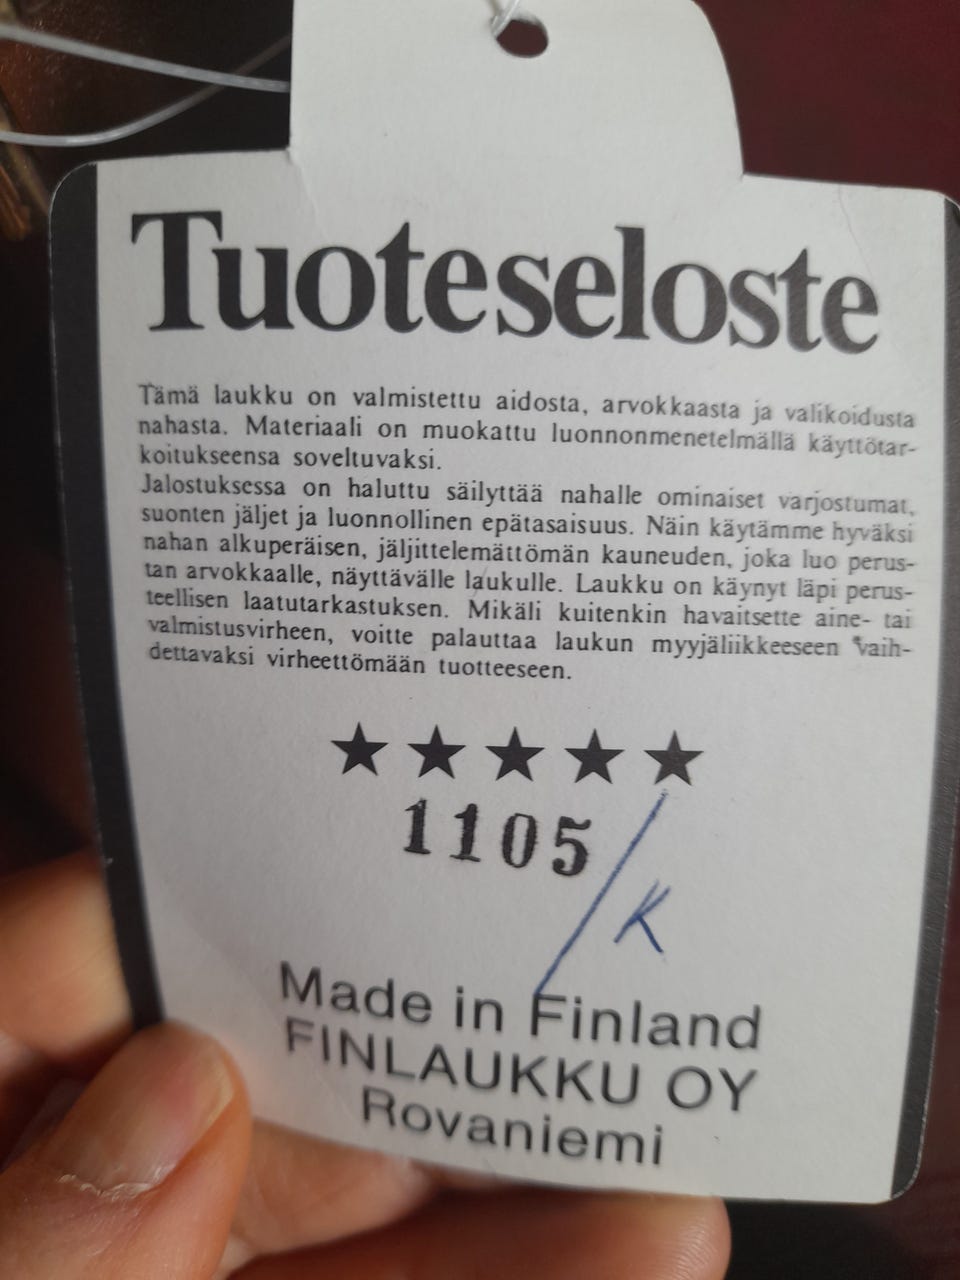 Tuoteseloste
Tämä laukku on valmistettu aidosta, arvokkaasta ja valikoidusta
nahasta. Materiaali on muokattu luonnonmenetelmällä käyttötar-
koitukseensa soveltuvaksi.
Jalostuksessa on haluttu säilyttää nahalle ominaiset varjostumat,
suonten jäljet ja luonnollinen epätasaisuus. Näin käytämme hyväksi
nahan alkuperäisen, jäljittelemättömän kauneuden, joka luo perus-
tan arvokkaalle, näyttävälle laukulle. Laukku on käynyt läpi perus-
teellisen laatutarkastuksen. Mikäli kuitenkin havaitsette aine- tai
valmistusvirheen, voitte palauttaa laukun myyjäliikkeeseen vaih-
dettavaksi virheettömään tuotteeseen.
★ ★ ★ ★ ★
1105/K
Made in Finland
FINLAUKKU OY
Rovaniemi